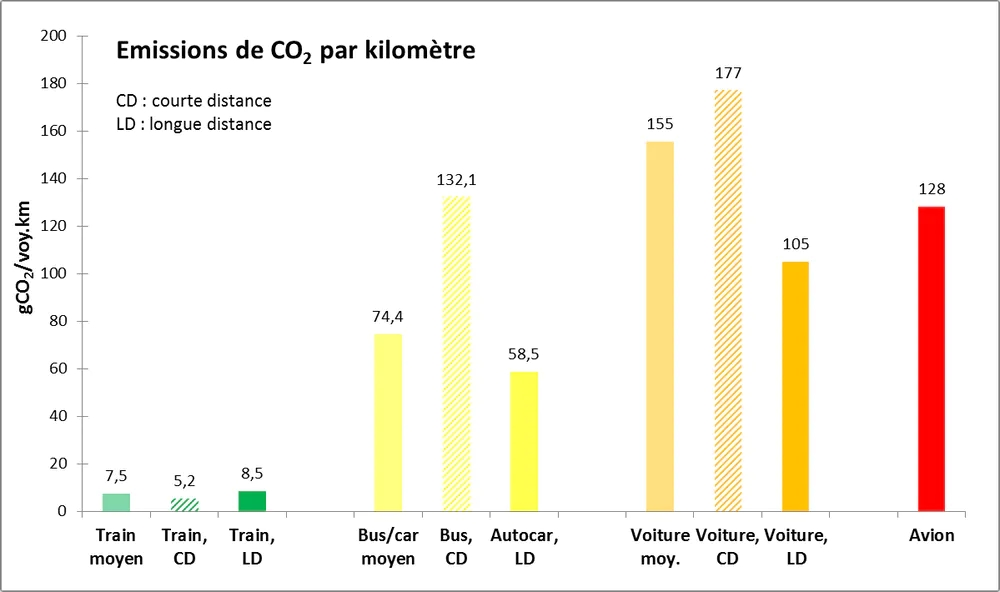 Emissions de CO₂ par kilomètre
CD : courte distance
LD : longue distance
gCO₂/voy.km
200
180
160
140
120
100
80
60
40
20
0
7,5
5,2
8,5
74,4
132,1
58,5
155
177
105
128
Train moyen
Train, CD
Train, LD
Bus/car moyen
Bus, CD
Autocar, LD
Voiture moy.
Voiture, CD
Voiture, LD
Avion